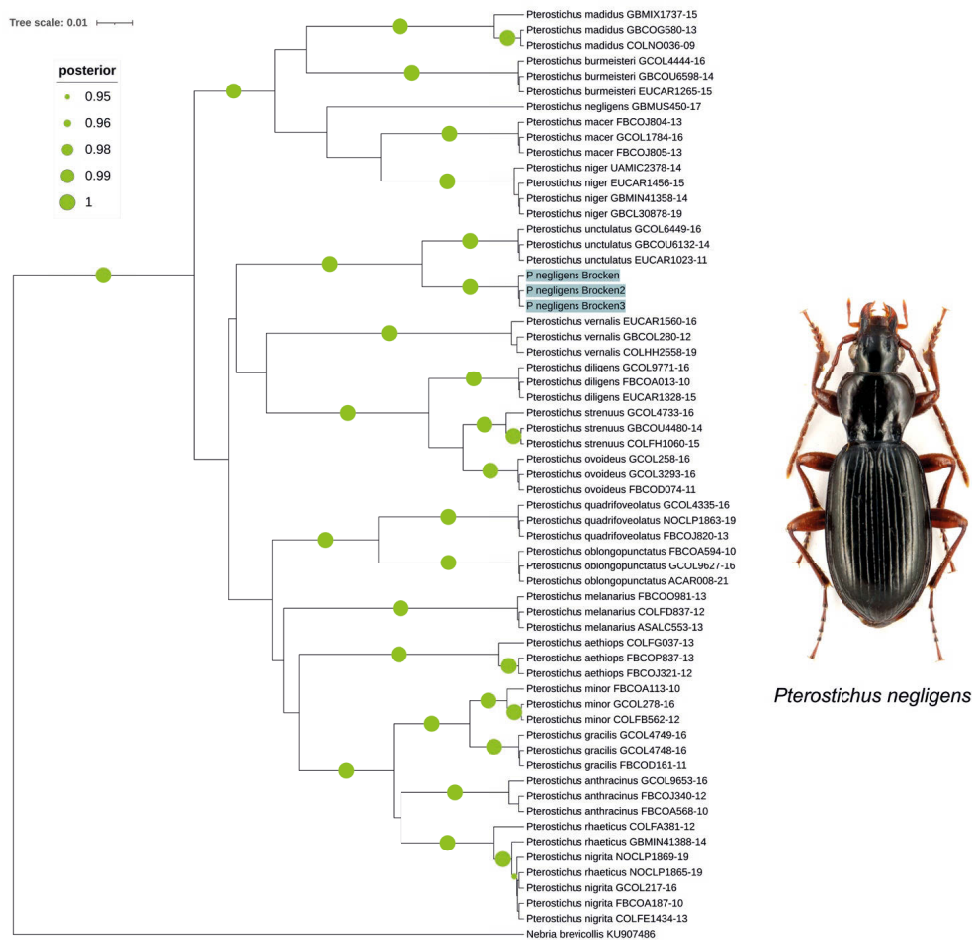 Tree scale: 0.01
posterior
0.95
0.96
0.98
0.99
1
Pterostichus madidus GBMIX1737-15
Pterostichus madidus GBCOG580-13
Pterostichus madidus COLNO036-09
Pterostichus burmeisteri GCOL4444-16
Pterostichus burmeisteri GBCOU6598-14
Pterostichus burmeisteri EUCAR1265-15
Pterostichus negligens GBMUS450-17
Pterostichus macer FBCOJ804-13
Pterostichus macer GCOL1784-16
Pterostichus macer FBCOJ805-13
Pterostichus niger UAMIC2378-14
Pterostichus niger EUCAR1456-15
Pterostichus niger GBMIN41358-14
Pterostichus niger GBCL30878-19
Pterostichus unctulatus GCOL6449-16
Pterostichus unctulatus GBCOU6132-14
Pterostichus unctulatus EUCAR1023-11
P negligens Brocken
P negligens Brocken2
P negligens Brocken3
Pterostichus vernalis EUCAR1560-16
Pterostichus vernalis GBCOL280-12
Pterostichus vernalis COLHH2558-19
Pterostichus diligens GCOL9771-16
Pterostichus diligens FBCOA013-10
Pterostichus diligens EUCAR1328-15
Pterostichus strenuus GCOL4733-16
Pterostichus strenuus GBCOU4480-14
Pterostichus strenuus COLFH1060-15
Pterostichus ovoideus GCOL258-16
Pterostichus ovoideus GCOL3293-16
Pterostichus ovoideus FBCOD074-11
Pterostichus quadrifoveolatus GCOL4335-16
Pterostichus quadrifoveolatus NOCLP1863-19
Pterostichus quadrifoveolatus FBCOJ820-13
Pterostichus oblongopunctatus FBCOA594-10
Pterostichus oblongopunctatus GCOL9627-16
Pterostichus oblongopunctatus ACAR008-21
Pterostichus melanarius FBCOO981-13
Pterostichus melanarius COLFD837-12
Pterostichus melanarius ASALC553-13
Pterostichus aethiops COLFG037-13
Pterostichus aethiops FBCOP837-13
Pterostichus aethiops FBCOJ321-12
Pterostichus minor FBCOA113-10
Pterostichus minor GCOL278-16
Pterostichus minor COLFB562-12
Pterostichus gracilis GCOL4749-16
Pterostichus gracilis GCOL4748-16
Pterostichus gracilis FBCOD161-11
Pterostichus anthracinus GCOL9653-16
Pterostichus anthracinus FBCOJ340-12
Pterostichus anthracinus FBCOA568-10
Pterostichus rhaeticus COLFA381-12
Pterostichus rhaeticus GBMIN41388-14
Pterostichus nigrita NOCLP1869-19
Pterostichus rhaeticus NOCLP1865-19
Pterostichus nigrita GCOL217-16
Pterostichus nigrita FBCOA187-10
Pterostichus nigrita COLFE1434-13
Nebria brevicollis KU907486
Pterostichus negligens